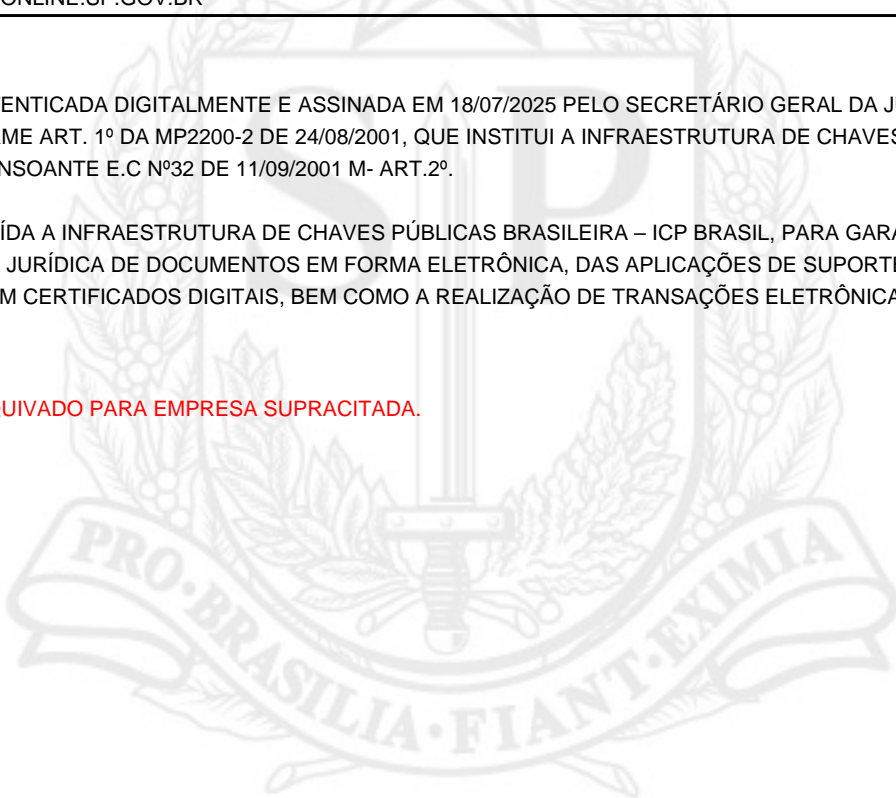 ONLINE.SP.GOV.BR
ENTICADA DIGITALMENTE E ASSINADA EM 18/07/2025 PELO SECRETÁRIO GERAL DA J
ME ART. 1º DA MP2200-2 DE 24/08/2001, QUE INSTITUI A INFRAESTRUTURA DE CHAVES
NSOANTE E.C Nº32 DE 11/09/2001 M- ART.2º.
ÍDA A INFRAESTRUTURA DE CHAVES PÚBLICAS BRASILEIRA – ICP BRASIL, PARA GARA
JURÍDICA DE DOCUMENTOS EM FORMA ELETRÔNICA, DAS APLICAÇÕES DE SUPORTE
M CERTIFICADOS DIGITAIS, BEM COMO A REALIZAÇÃO DE TRANSAÇÕES ELETRÔNICA
UIVADO PARA EMPRESA SUPRACITADA.
SP
PRO·BRASILIA·FIANT·EXIMIA